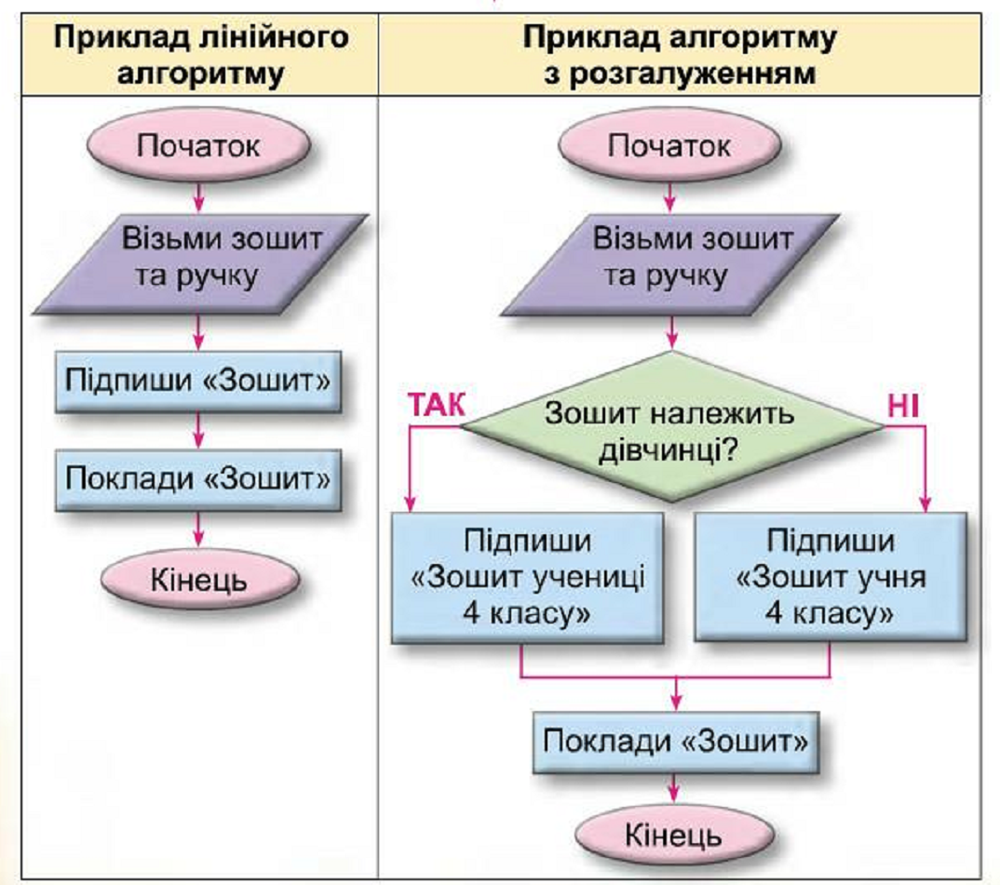 Приклад лінійного
алгоритму
Початок
Візьми зошит
та ручку
Підпиши «Зошит»
Поклади «Зошит»
Кінець
Приклад алгоритму
з розгалуженням
Початок
Візьми зошит
та ручку
Зошит належить
дівчинці?
ТАК
НІ
Підпиши
«Зошит учениці
4 класу»
Підпиши
«Зошит учня
4 класу»
Поклади «Зошит»
Кінець